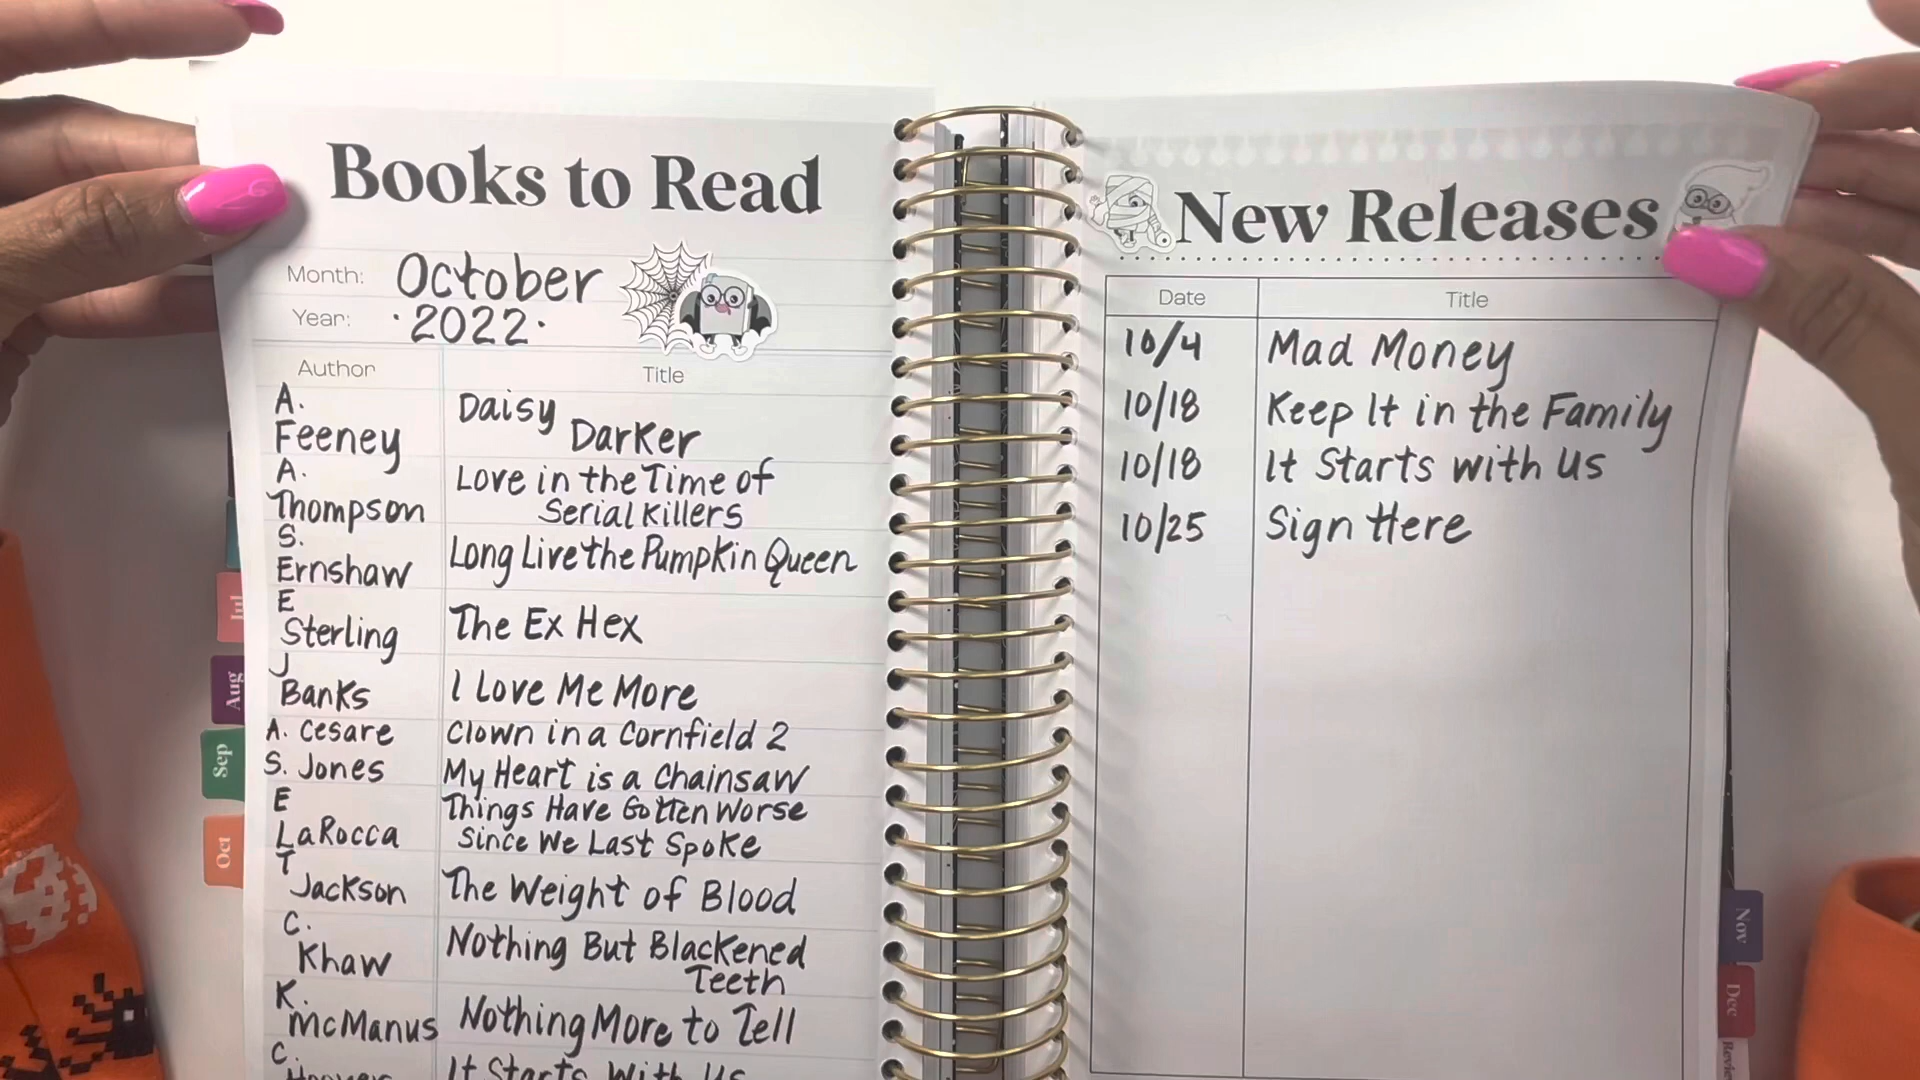 Books to Read
Month: October
Year: ·2022·
Author Title
A.
Feeney
Daisy
Darker
A.
Thompson
Love in the Time of
Serial Killers
S.
Ernshaw
Long Live the Pumpkin Queen
E
Sterling
The Ex Hex
J
Banks
I Love Me More
A. Cesare
Clown in a Cornfield 2
S. Jones
My Heart is a Chainsaw
E
LaRocca
Things Have Gotten Worse
Since We Last Spoke
T
Jackson
The Weight of Blood
C.
Khaw
Nothing But Blackened
Teeth
K.
McManus
Nothing More to Tell
C.
Hoover
It Starts With Us
New Releases
Date Title
10/4 Mad Money
10/18 Keep It in the Family
10/18 It Starts with Us
10/25 Sign Here
Jul
Aug
Sep
Oct
Nov
Dec